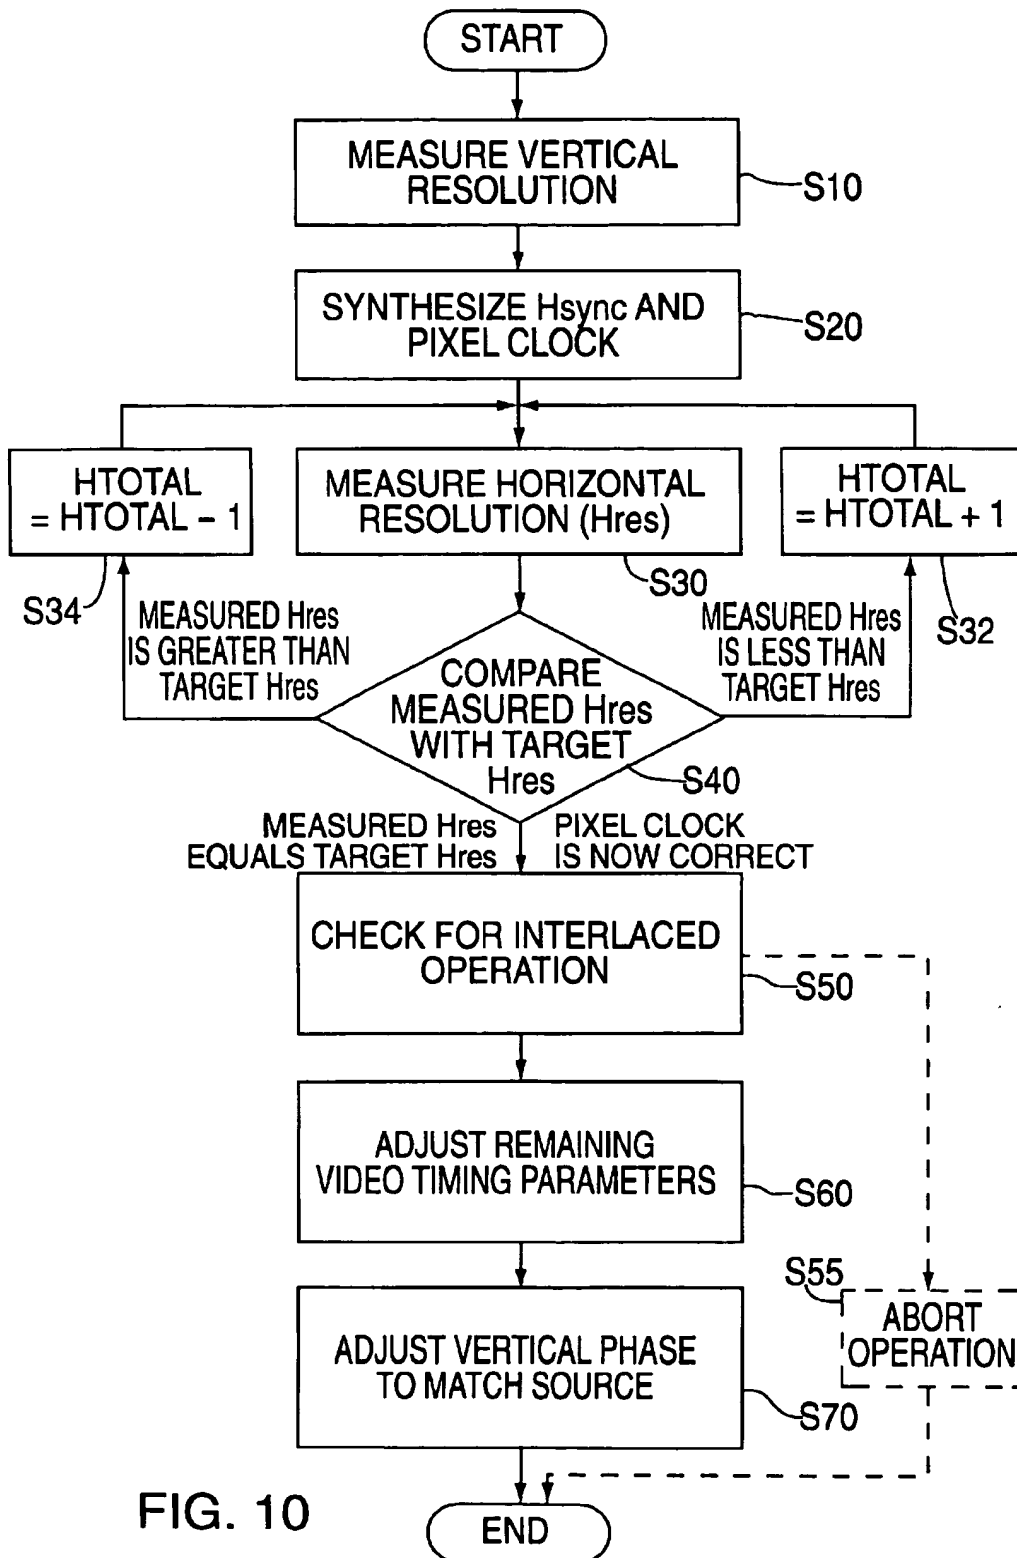 START
MEASURE VERTICAL
RESOLUTION
S10
SYNTHESIZE Hsync AND
PIXEL CLOCK
S20
HTOTAL
= HTOTAL – 1
S34
MEASURE HORIZONTAL
RESOLUTION (Hres)
S30
HTOTAL
= HTOTAL + 1
S32
MEASURED Hres
IS GREATER THAN
TARGET Hres
MEASURED Hres
IS LESS THAN
TARGET Hres
COMPARE
MEASURED Hres
WITH TARGET
Hres
S40
MEASURED Hres
EQUALS TARGET Hres
PIXEL CLOCK
IS NOW CORRECT
CHECK FOR INTERLACED
OPERATION
S50
ADJUST REMAINING
VIDEO TIMING PARAMETERS
S60
S55
ABORT
OPERATION
ADJUST VERTICAL PHASE
TO MATCH SOURCE
S70
END
FIG. 10